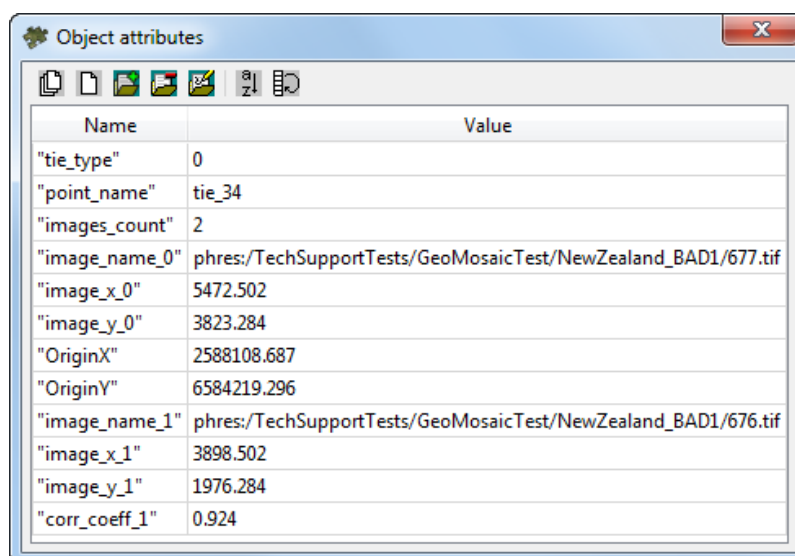 Object attributes
Name Value
"tie_type" 0
"point_name" tie_34
"images_count" 2
"image_name_0" phres:/TechSupportTests/GeoMosaicTest/NewZealand_BAD1/677.tif
"image_x_0" 5472.502
"image_y_0" 3823.284
"OriginX" 2588108.687
"OriginY" 6584219.296
"image_name_1" phres:/TechSupportTests/GeoMosaicTest/NewZealand_BAD1/676.tif
"image_x_1" 3898.502
"image_y_1" 1976.284
"corr_coeff_1" 0.924